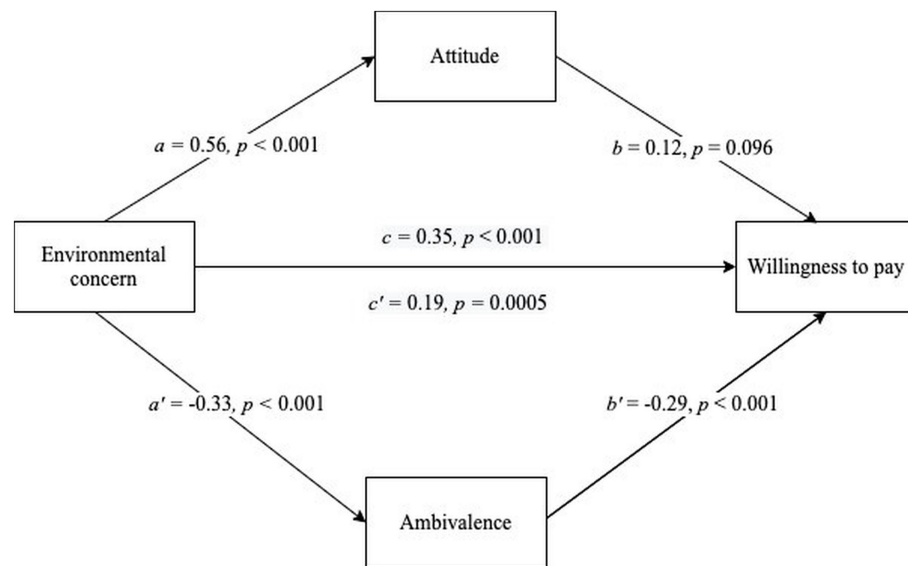 Attitude
a = 0.56, p < 0.001
b = 0.12, p = 0.096
Environmental
concern
c = 0.35, p < 0.001
c' = 0.19, p = 0.0005
Willingness to pay
a' = -0.33, p < 0.001
b' = -0.29, p < 0.001
Ambivalence